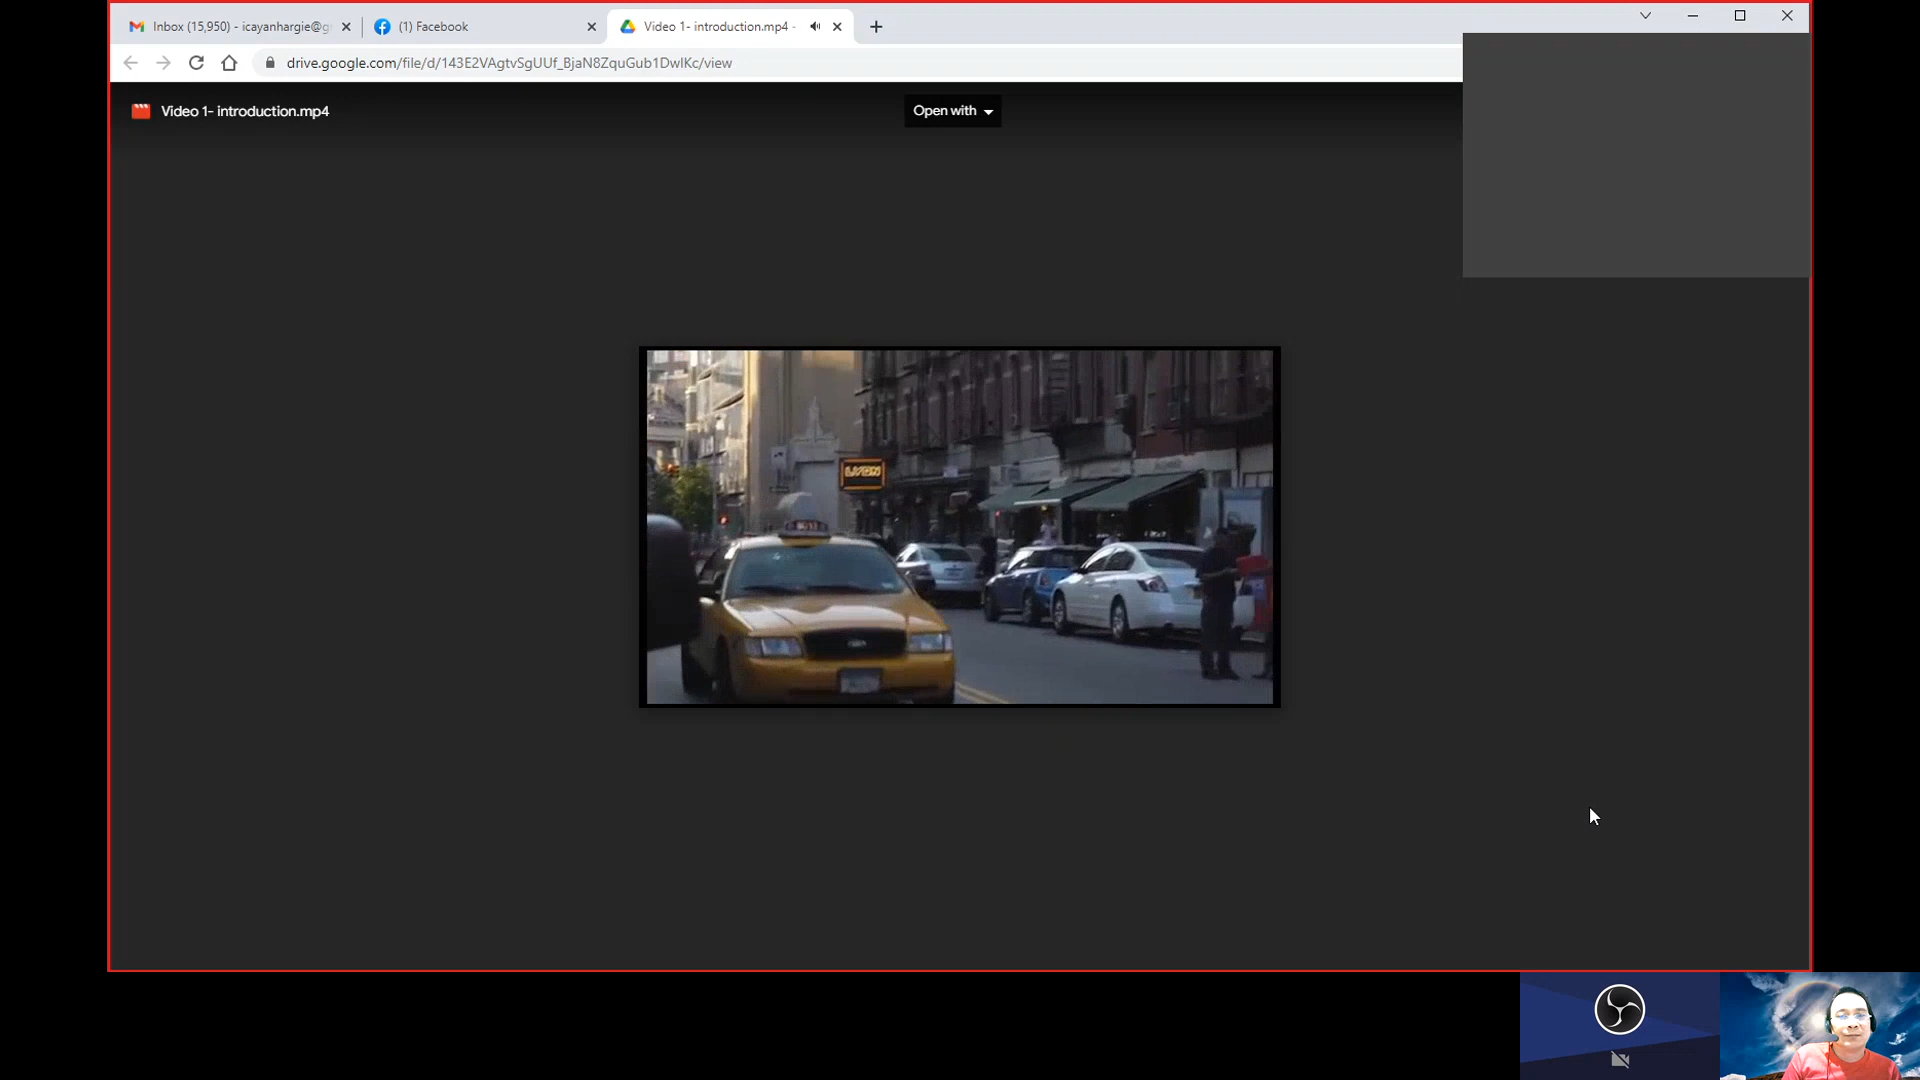 Inbox (15,950) - icayanhargie@g
(1) Facebook
Video 1- introduction.mp4 -
drive.google.com/file/d/143E2VAgtvSgUUf_BjaN8ZquGub1DwIKc/view
Video 1- introduction.mp4
Open with